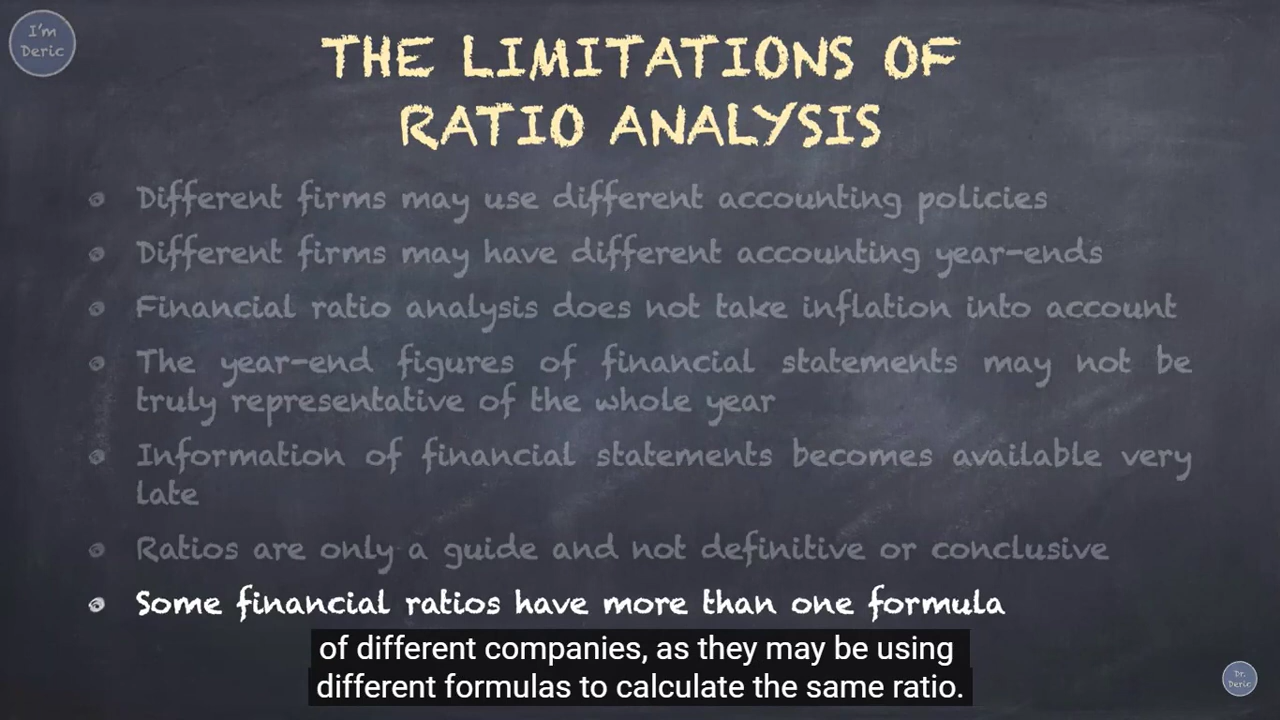 I'm
Deric
THE LIMITATIONS OF
RATIO ANALYSIS
Different firms may use different accounting policies
Different firms may have different accounting year-ends
Financial ratio analysis does not take inflation into account
The year-end figures of financial statements may not be
truly representative of the whole year
Information of financial statements becomes available very
late
Ratios are only a guide and not definitive or conclusive
Some financial ratios have more than one formula
of different companies, as they may be using
different formulas to calculate the same ratio.
Dr.
Deric